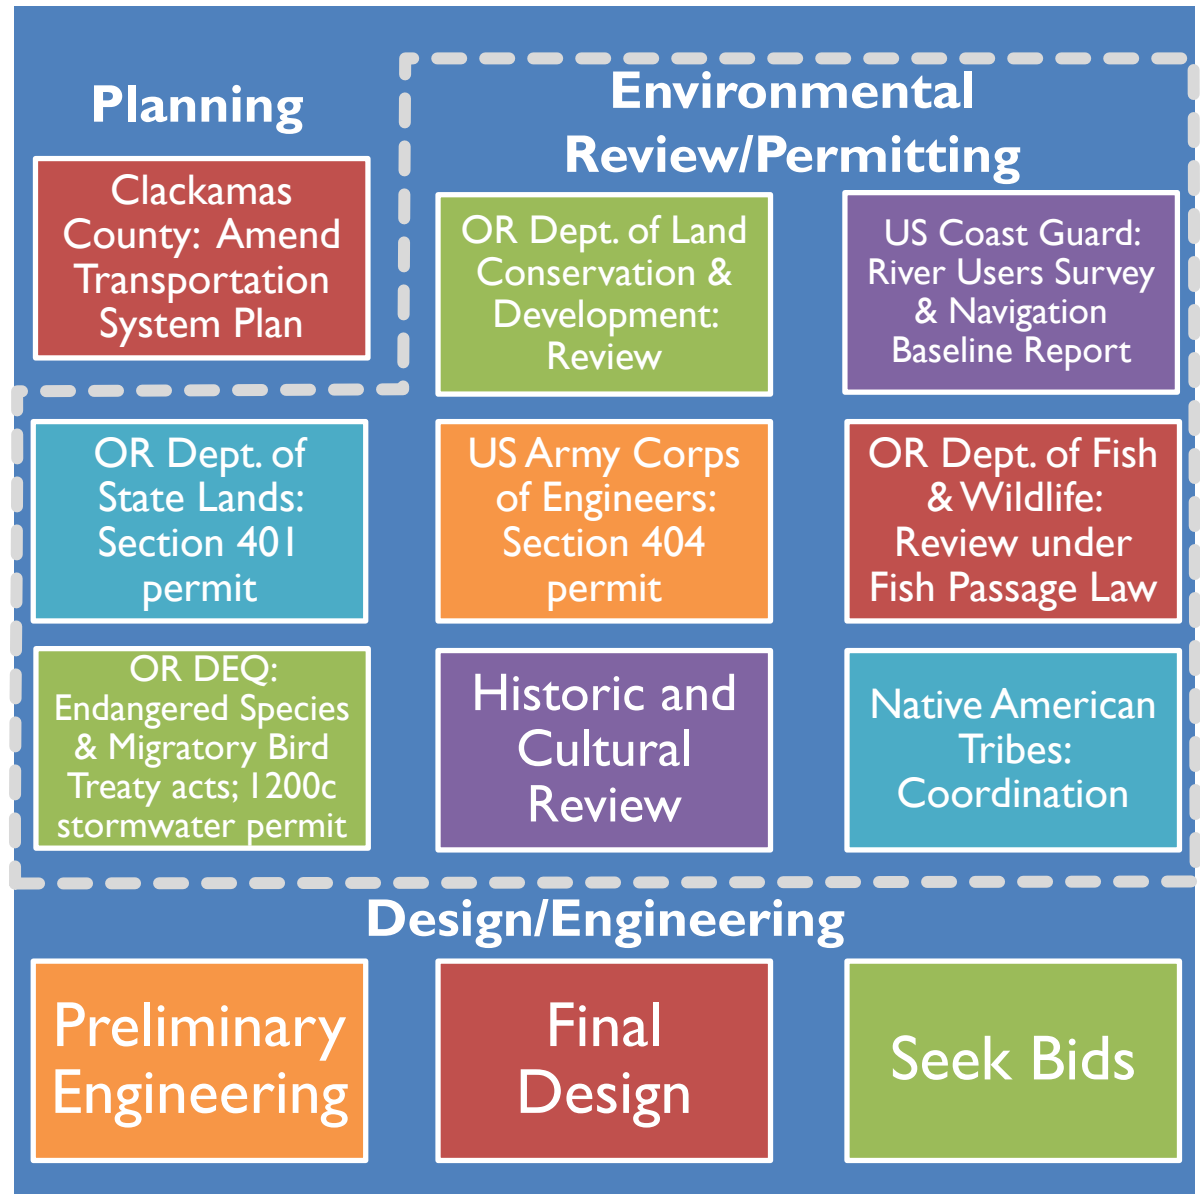 Planning
Clackamas
County: Amend
Transportation
System Plan
Environmental
Review/Permitting
OR Dept. of Land
Conservation &
Development:
Review
US Coast Guard:
River Users Survey
& Navigation
Baseline Report
OR Dept. of
State Lands:
Section 401
permit
US Army Corps
of Engineers:
Section 404
permit
OR Dept. of Fish
& Wildlife:
Review under
Fish Passage Law
OR DEQ:
Endangered Species
& Migratory Bird
Treaty acts; 1200c
stormwater permit
Historic and
Cultural
Review
Native American
Tribes:
Coordination
Design/Engineering
Preliminary
Engineering
Final
Design
Seek Bids